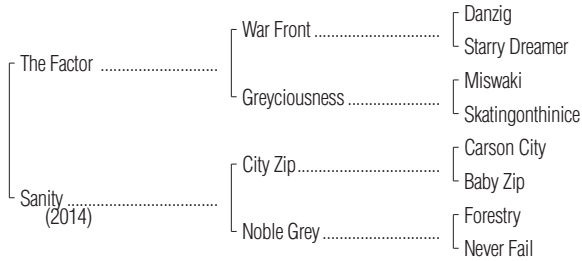 Danzig
War Front
Starry Dreamer
The Factor
Miswaki
Greyciousness
Skatingonthinice
Carson City
City Zip
Baby Zip
Sanity
(2014)
Forestry
Noble Grey
Never Fail